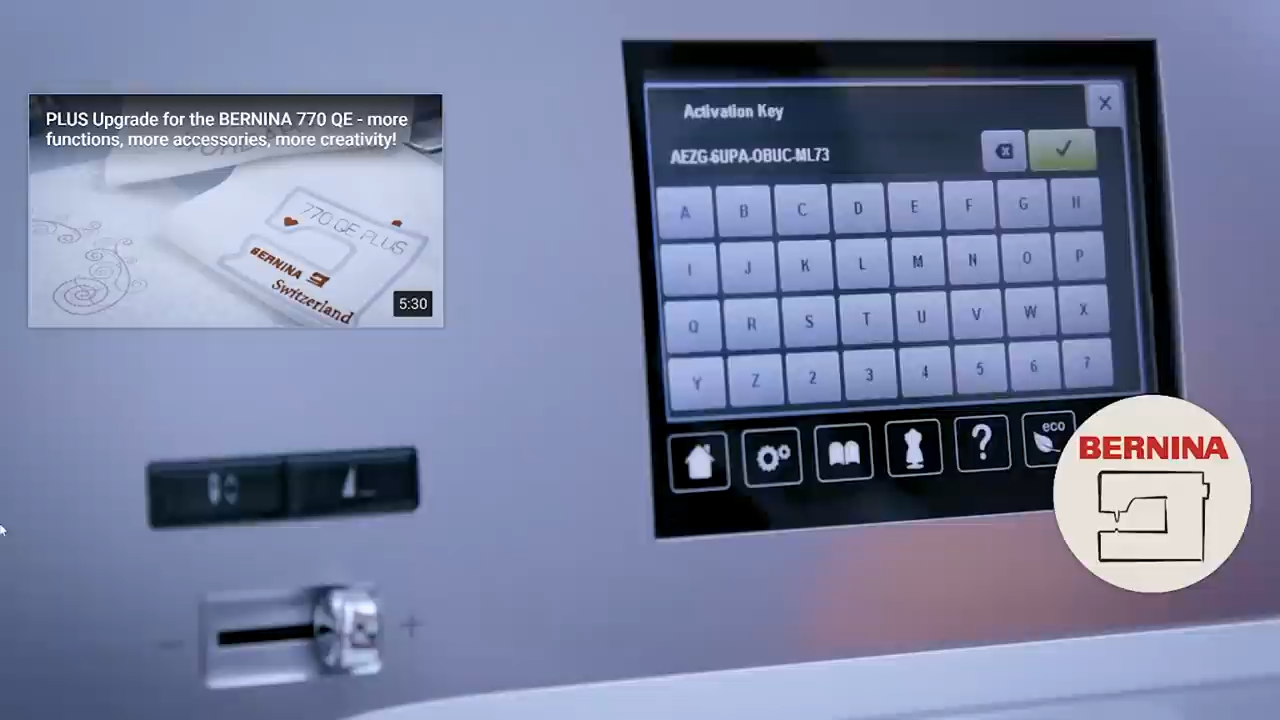 PLUS Upgrade for the BERNINA 770 QE - more
functions, more accessories, more creativity!
770 QE PLUS
BERNINA
Switzerland
5:30
Activation Key
X
AEZG-6UPA-OBUC-ML73
A B C D E F G H
I J K L M N O P
Q R S T U V W X
Y Z 2 3 4 5 6 7
?
eco
BERNINA
- +